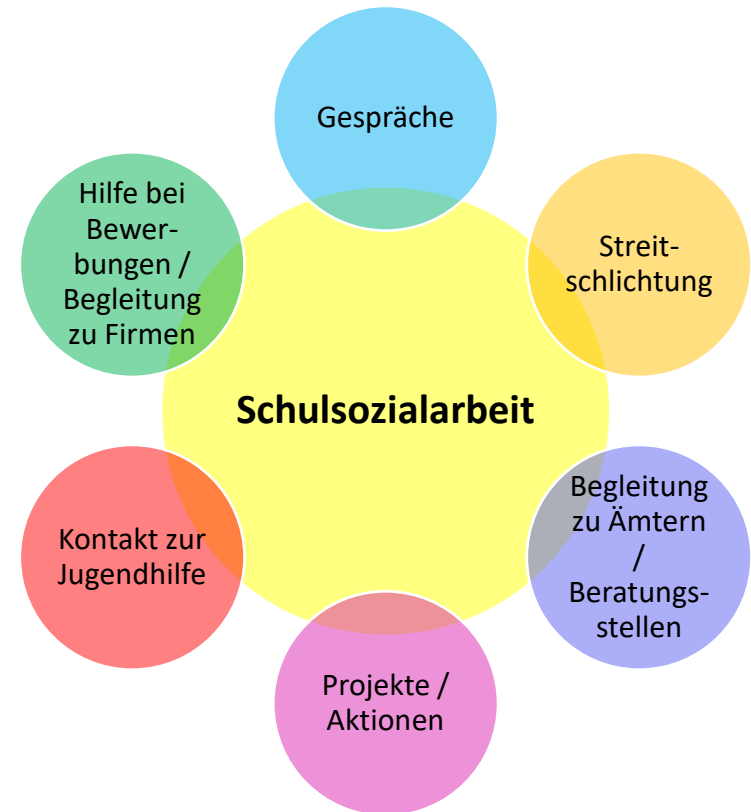 Gespräche
Hilfe bei
Bewer-
bungen /
Begleitung
zu Firmen
Streit-
schlichtung
Schulsozialarbeit
Kontakt zur
Jugendhilfe
Begleitung
zu Ämtern
/
Beratungs-
stellen
Projekte /
Aktionen